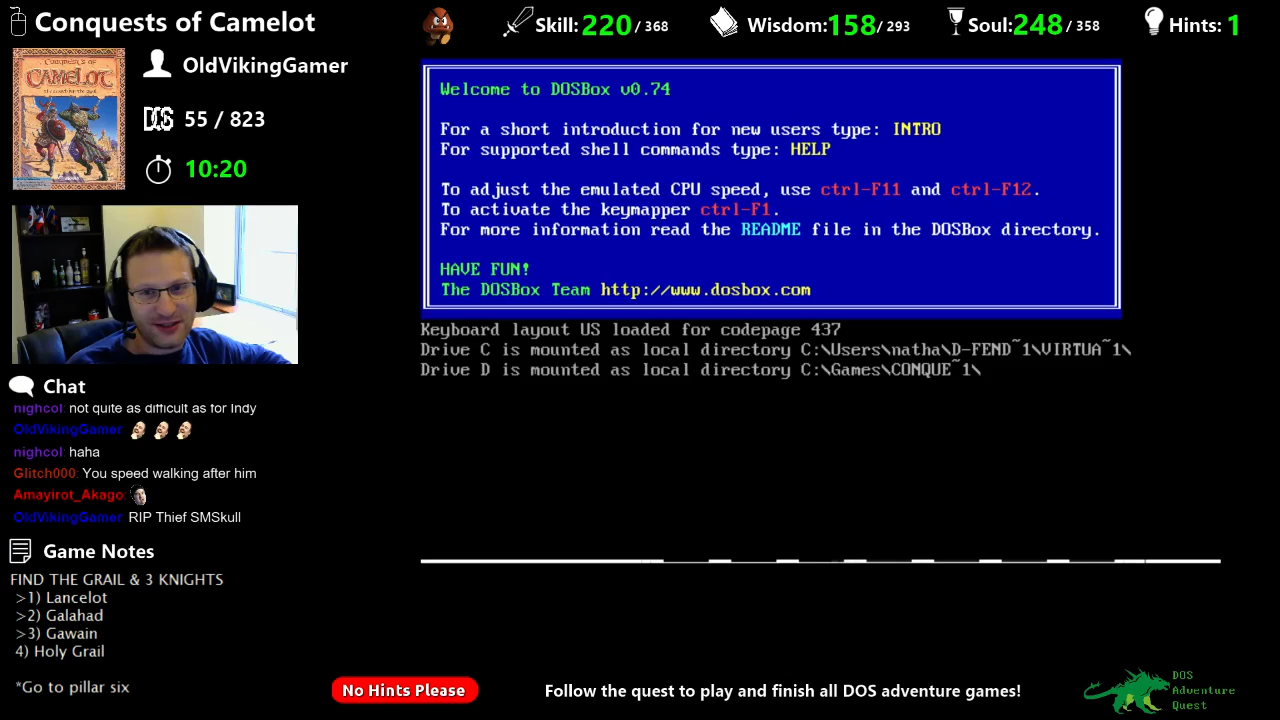 Conquests of Camelot
Skill: 220 / 368
Wisdom: 158 / 293
Soul: 248 / 358
Hints: 1
CONQUESTS OF
CAMELOT
OldVikingGamer
DOS 55 / 823
10:20
Welcome to DOSBox v0.74
For a short introduction for new users type: INTRO
For supported shell commands type: HELP
To adjust the emulated CPU speed, use ctrl-F11 and ctrl-F12.
To activate the keymapper ctrl-F1.
For more information read the README file in the DOSBox directory.
HAVE FUN!
The DOSBox Team http://www.dosbox.com
Keyboard layout US loaded for codepage 437
Drive C is mounted as local directory C:\Users\natha\D-FEND~1\VIRTUA~1\
Drive D is mounted as local directory C:\Games\CONQUE~1\
Chat
nighcol: not quite as difficult as for Indy
OldVikingGamer:
nighcol: haha
Glitch000: You speed walking after him
Amayirot_Akago:
OldVikingGamer: RIP Thief SMSkull
Game Notes
FIND THE GRAIL & 3 KNIGHTS
>1) Lancelot
>2) Galahad
>3) Gawain
4) Holy Grail
*Go to pillar six
No Hints Please
Follow the quest to play and finish all DOS adventure games!
DOS
Adventure
Quest